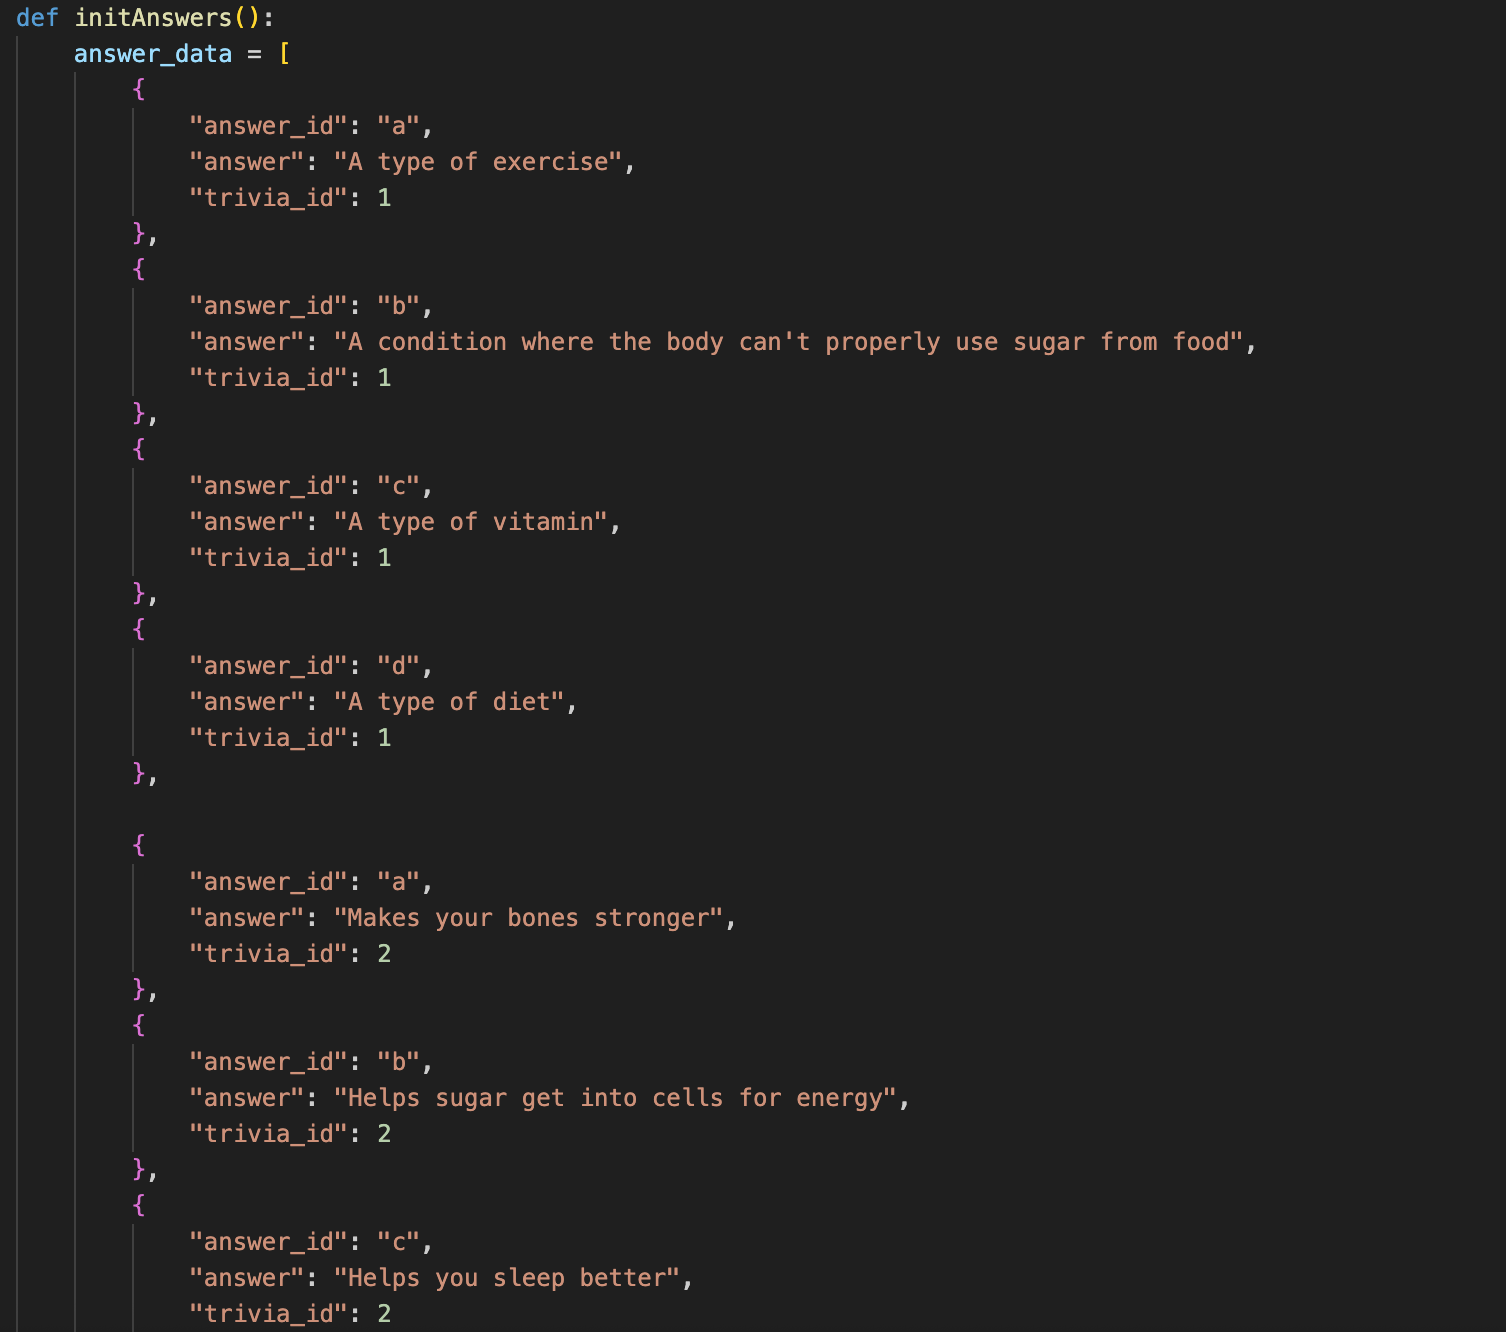 def initAnswers():
    answer_data = [
        {
            "answer_id": "a",
            "answer": "A type of exercise",
            "trivia_id": 1
        },
        {
            "answer_id": "b",
            "answer": "A condition where the body can't properly use sugar from food",
            "trivia_id": 1
        },
        {
            "answer_id": "c",
            "answer": "A type of vitamin",
            "trivia_id": 1
        },
        {
            "answer_id": "d",
            "answer": "A type of diet",
            "trivia_id": 1
        },

        {
            "answer_id": "a",
            "answer": "Makes your bones stronger",
            "trivia_id": 2
        },
        {
            "answer_id": "b",
            "answer": "Helps sugar get into cells for energy",
            "trivia_id": 2
        },
        {
            "answer_id": "c",
            "answer": "Helps you sleep better",
            "trivia_id": 2